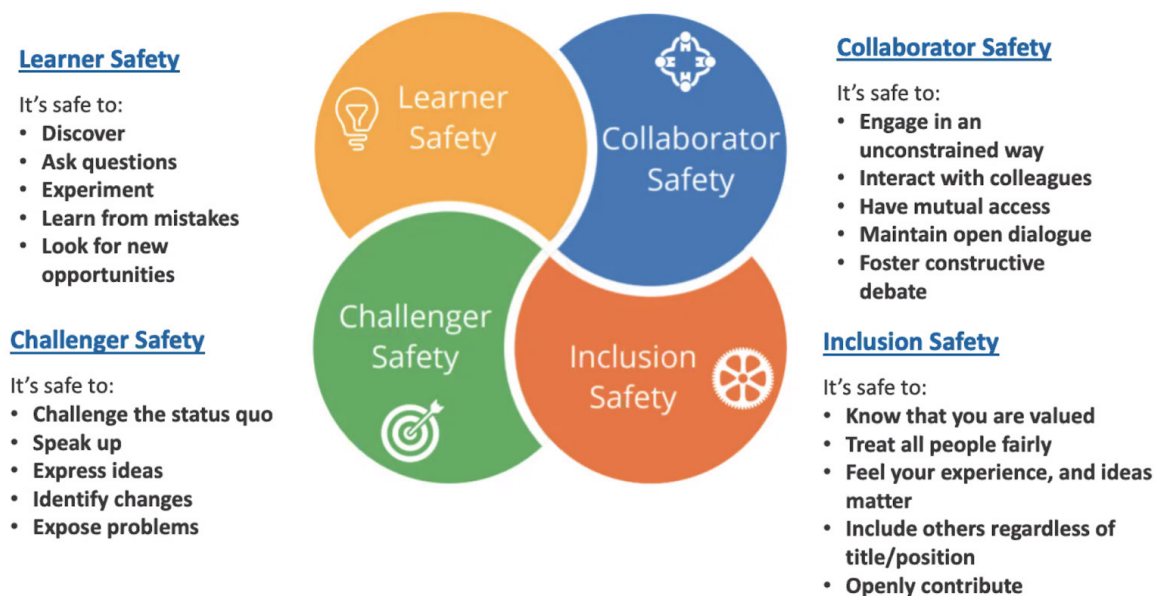 Learner Safety
It's safe to:
• Discover
• Ask questions
• Experiment
• Learn from mistakes
• Look for new
opportunities
Learner
Safety
Collaborator
Safety
Collaborator Safety
It's safe to:
• Engage in an
unconstrained way
• Interact with colleagues
• Have mutual access
• Maintain open dialogue
• Foster constructive
debate
Challenger Safety
It's safe to:
• Challenge the status quo
• Speak up
• Express ideas
• Identify changes
• Expose problems
Challenger
Safety
Inclusion
Safety
Inclusion Safety
It's safe to:
• Know that you are valued
• Treat all people fairly
• Feel your experience, and ideas
matter
• Include others regardless of
title/position
• Openly contribute